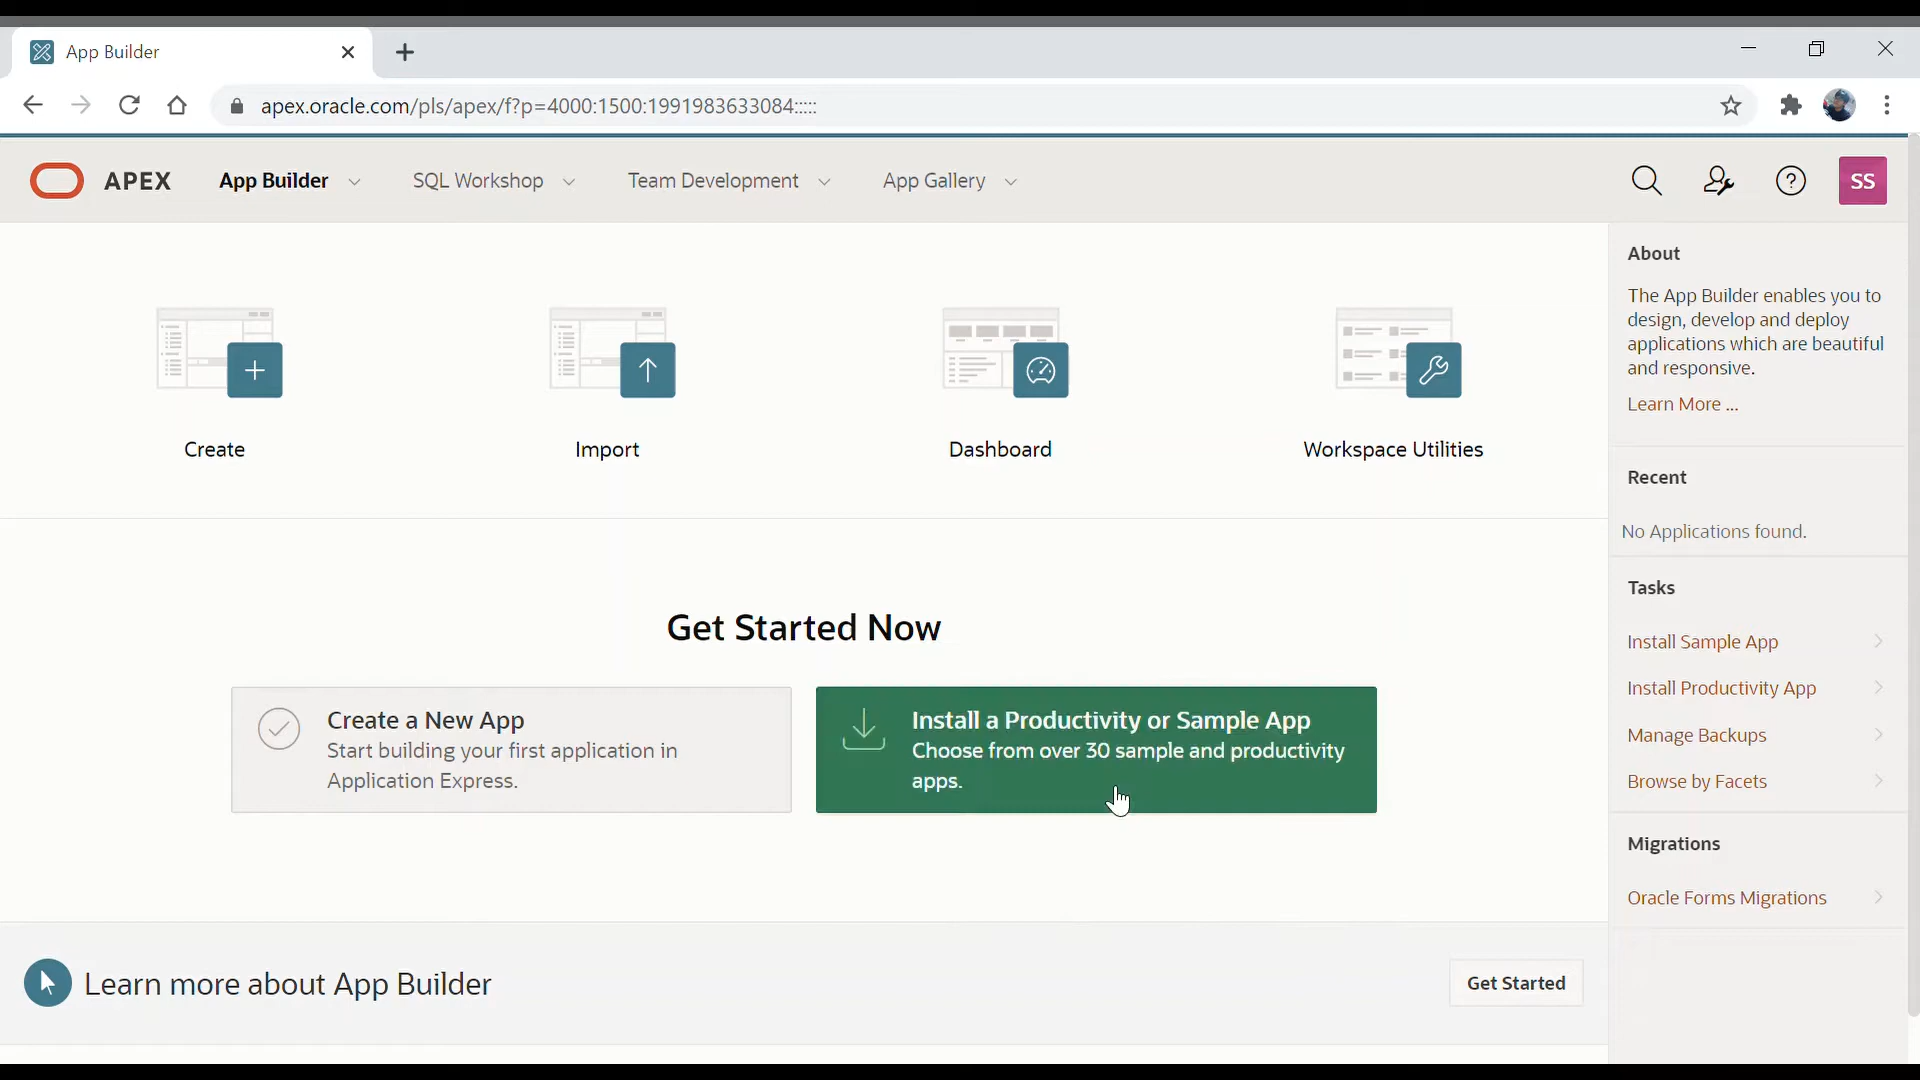 App Builder
apex.oracle.com/pls/apex/f?p=4000:1500:1991983633084:::::
APEX
App Builder
SQL Workshop
Team Development
App Gallery
?
SS
Create
Import
Dashboard
Workspace Utilities
Get Started Now
Create a New App
Start building your first application in
Application Express.
Install a Productivity or Sample App
Choose from over 30 sample and productivity
apps.
Learn more about App Builder
Get Started
About
The App Builder enables you to
design, develop and deploy
applications which are beautiful
and responsive.
Learn More ...
Recent
No Applications found.
Tasks
Install Sample App
Install Productivity App
Manage Backups
Browse by Facets
Migrations
Oracle Forms Migrations